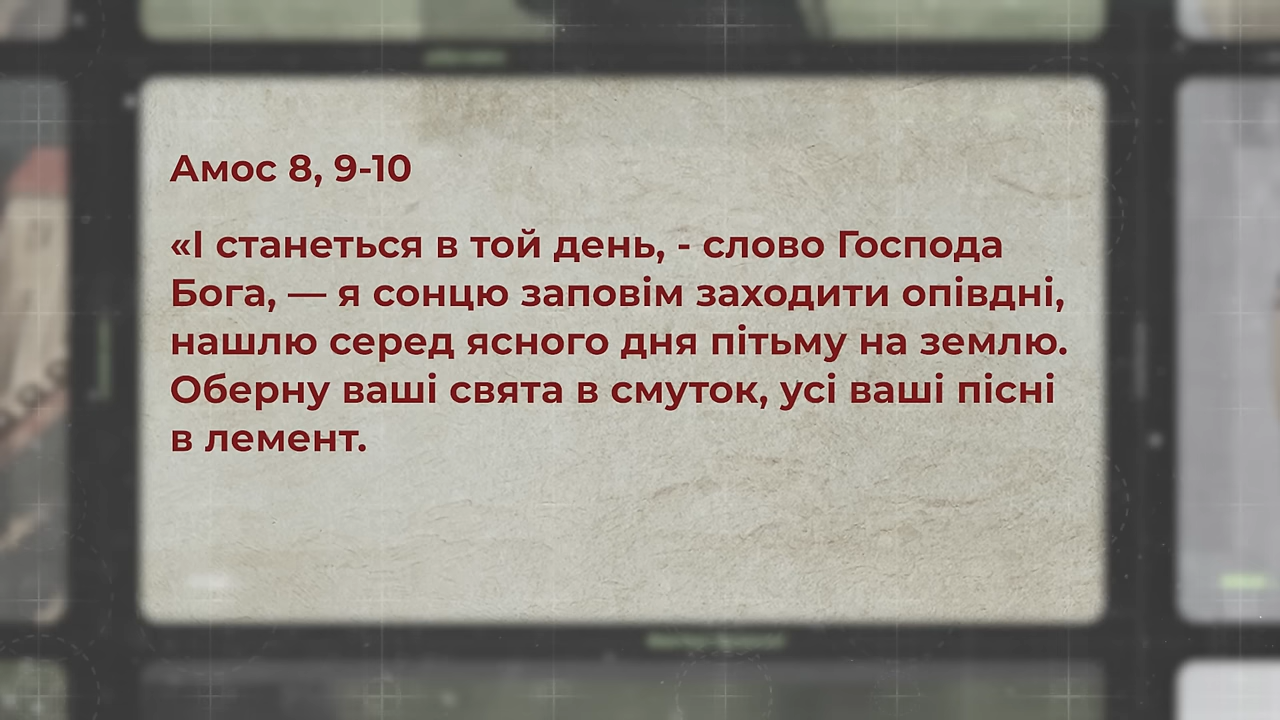 Амос 8, 9-10
«І станеться в той день, - слово Господа
Бога, — я сонцю заповім заходити опівдні,
нашлю серед ясного дня пітьму на землю.
Оберну ваші свята в смуток, усі ваші пісні
в лемент.